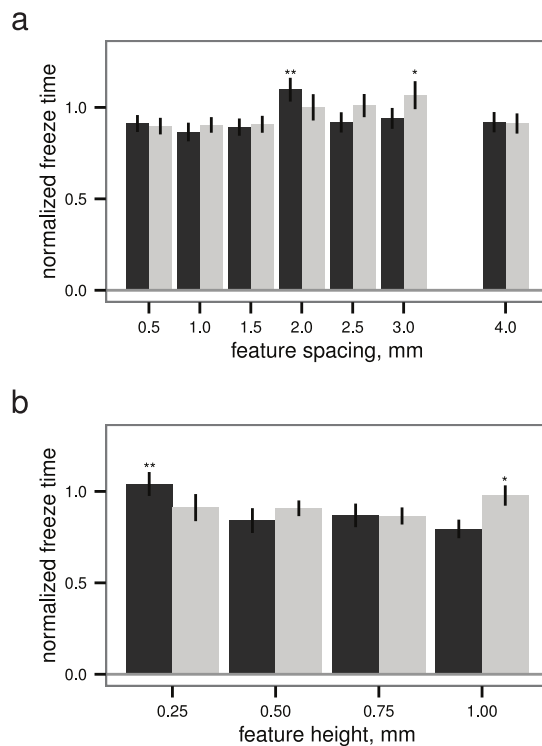 a
** *
1.0
0.5
0.0
normalized freeze time
0.5 1.0 1.5 2.0 2.5 3.0 4.0
feature spacing, mm
b
** *
1.0
0.5
0.0
normalized freeze time
0.25 0.50 0.75 1.00
feature height, mm